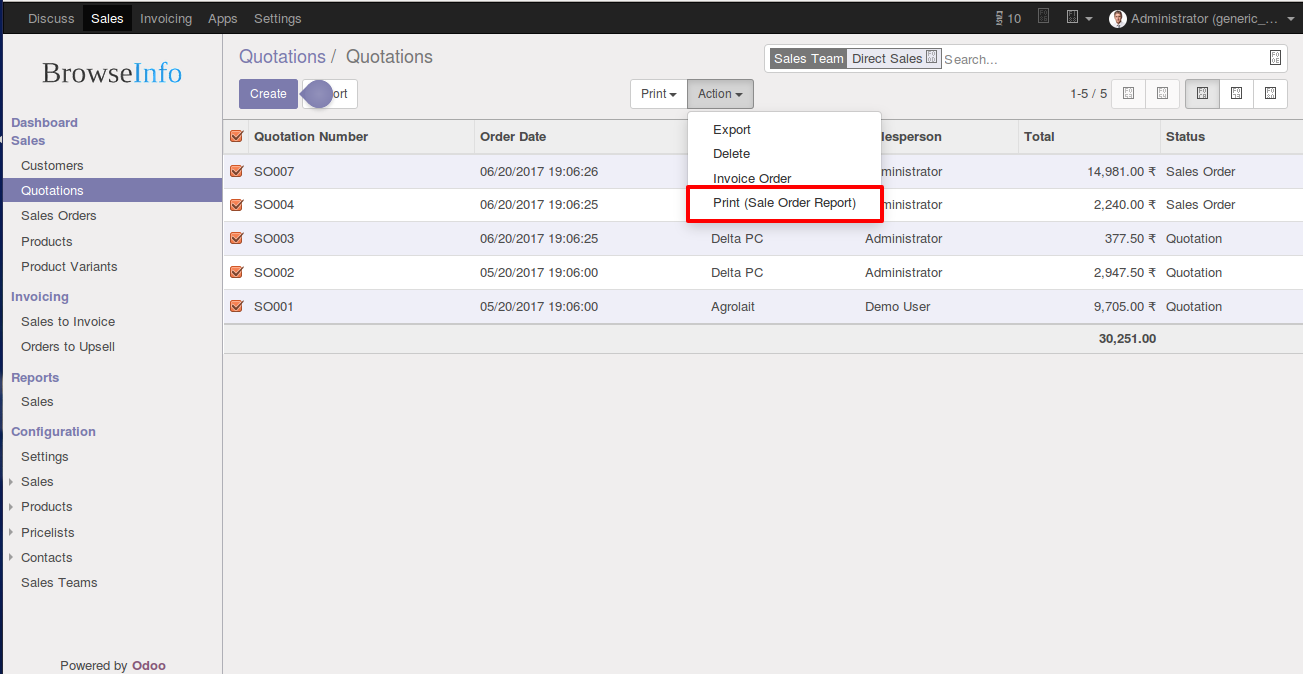 Discuss Sales Invoicing Apps Settings 10 Administrator (generic_...
BrowseInfo
Dashboard
Sales
Customers
Quotations
Sales Orders
Products
Product Variants
Invoicing
Sales to Invoice
Orders to Upsell
Reports
Sales
Configuration
Settings
Sales
Products
Pricelists
Contacts
Sales Teams
Powered by Odoo
Quotations / Quotations
Sales Team Direct Sales Search...
Create ort Print Action 1-5 / 5
Export
Delete
Invoice Order
Print (Sale Order Report)
Quotation Number Order Date lesperson Total Status
SO007 06/20/2017 19:06:26 ministrator 14,981.00 ₹ Sales Order
SO004 06/20/2017 19:06:25 ministrator 2,240.00 ₹ Sales Order
SO003 06/20/2017 19:06:25 Delta PC Administrator 377.50 ₹ Quotation
SO002 05/20/2017 19:06:00 Delta PC Administrator 2,947.50 ₹ Quotation
SO001 05/20/2017 19:06:00 Agrolait Demo User 9,705.00 ₹ Quotation
30,251.00